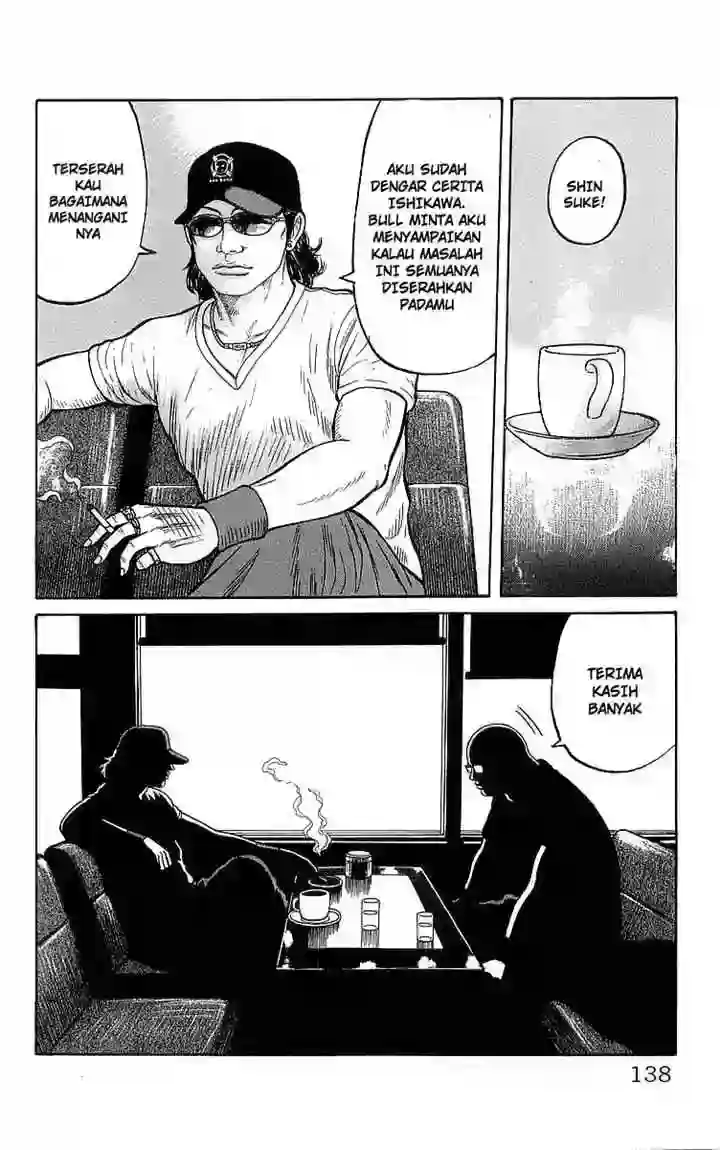 SHIN
SUKE!
AKU SUDAH
DENGAR CERITA
ISHIKAWA.
BULL MINTA AKU
MENYAMPAIKAN
KALAU MASALAH
INI SEMUANYA
DISERAHKAN
PADAMU
TERSERAH
KAU
BAGAIMANA
MENANGANI
NYA
TERIMA
KASIH
BANYAK
138